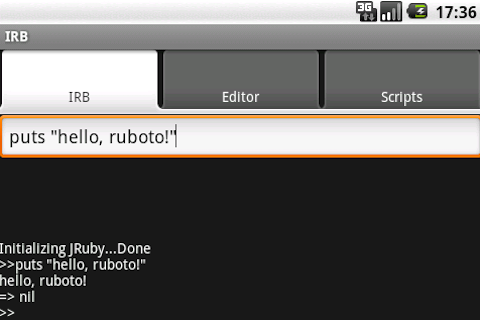 3G 17:36
IRB
IRB Editor Scripts
puts "hello, ruboto!"
Initializing JRuby...Done
>>puts "hello, ruboto!"
hello, ruboto!
=> nil
>>